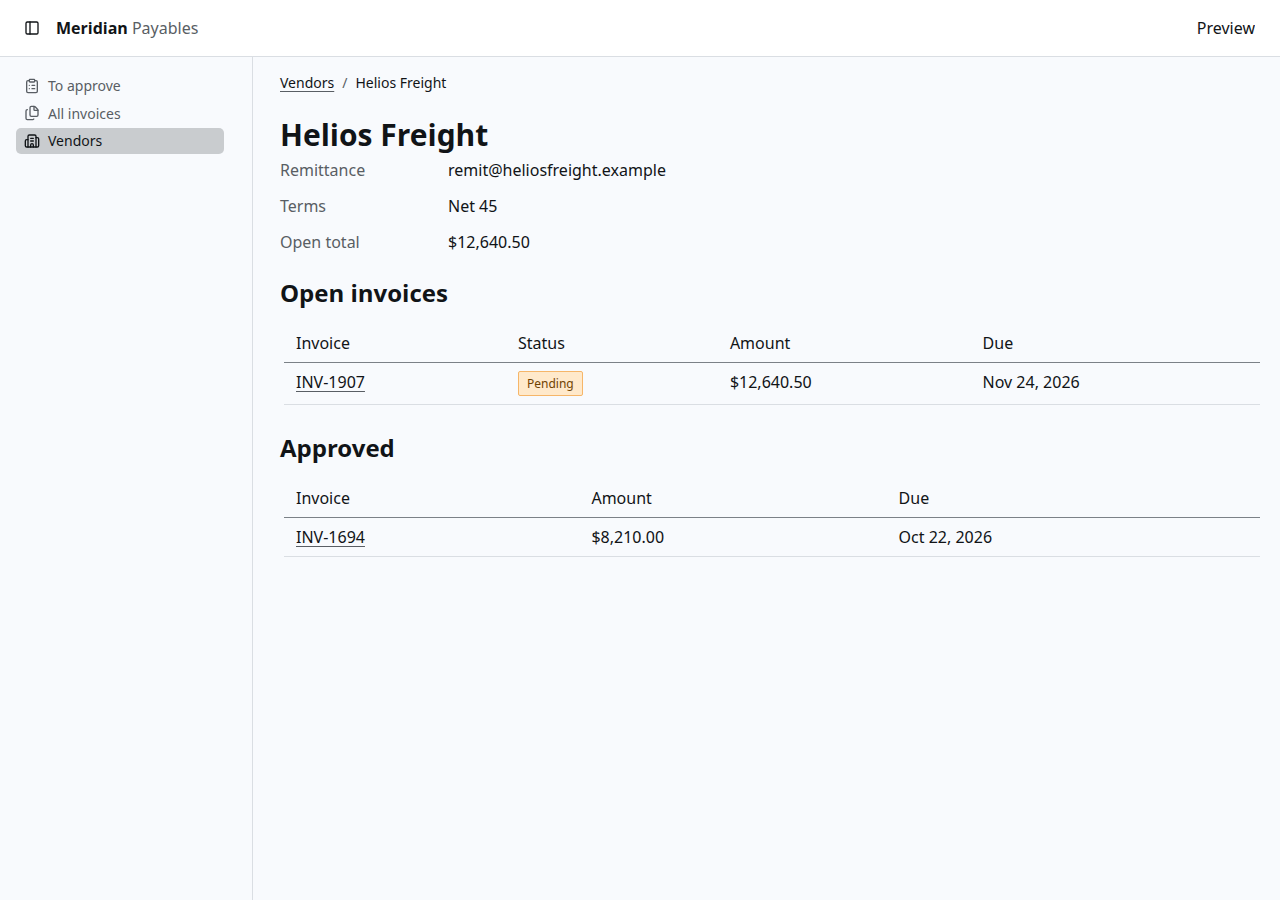 Meridian Payables
Preview
To approve
All invoices
Vendors
Vendors / Helios Freight
Helios Freight
Remittance remit@heliosfreight.example
Terms Net 45
Open total $12,640.50
Open invoices
Invoice Status Amount Due
INV-1907 Pending $12,640.50 Nov 24, 2026
Approved
Invoice Amount Due
INV-1694 $8,210.00 Oct 22, 2026